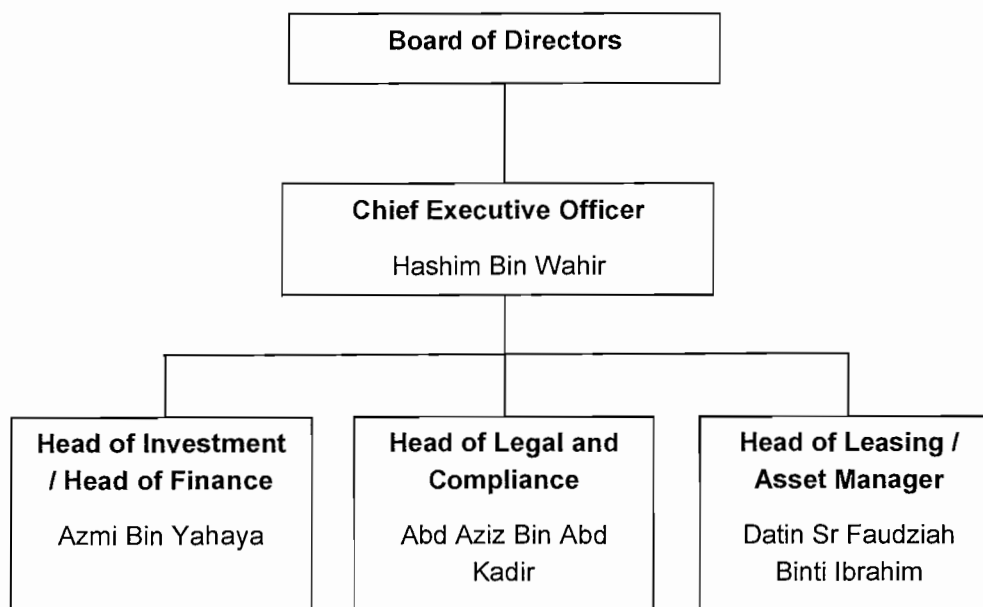 Board of Directors
Chief Executive Officer
Hashim Bin Wahir
Head of Investment
/ Head of Finance
Azmi Bin Yahaya
Head of Legal and
Compliance
Abd Aziz Bin Abd
Kadir
Head of Leasing /
Asset Manager
Datin Sr Faudziah
Binti Ibrahim